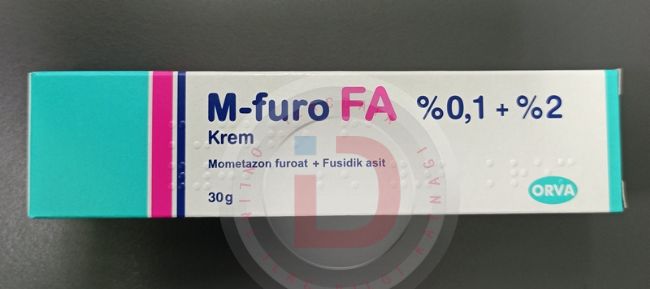 M-furo FA %0,1 + %2
Krem
Mometazon furoat + Fusidik asit
30g
ORVA